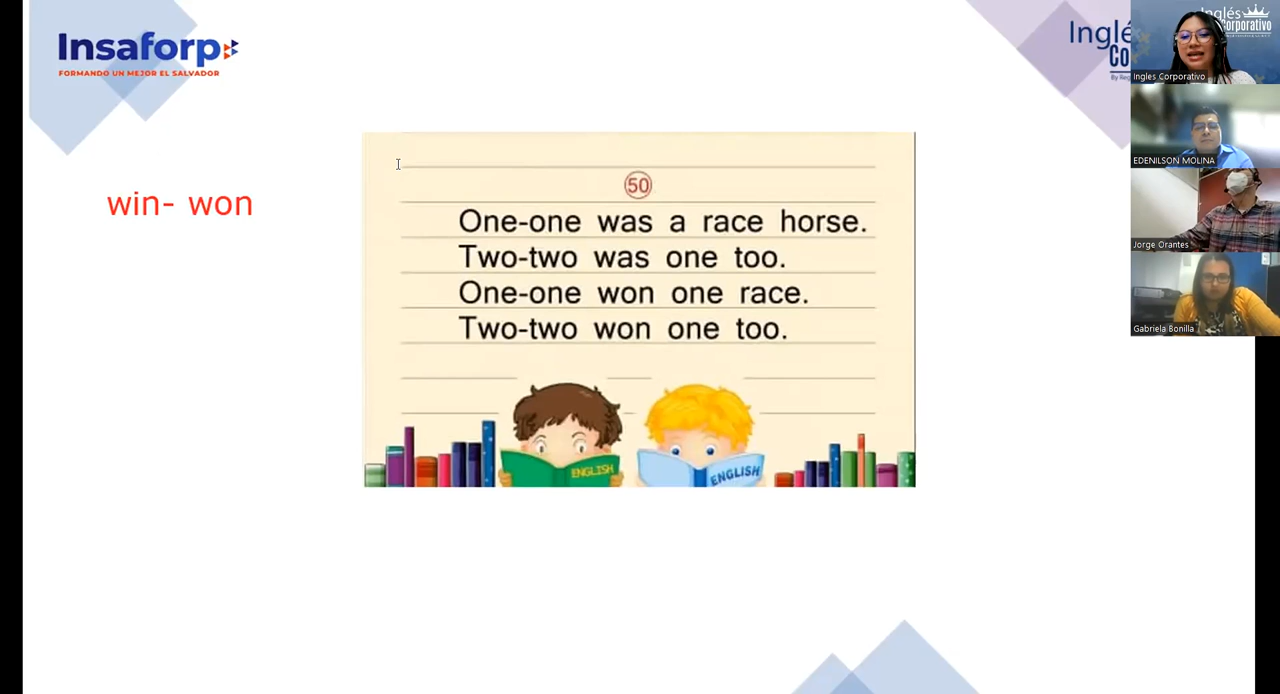 Insaforp
FORMANDO UN MEJOR EL SALVADOR
Inglés
Corporativo
Ingles Corporativo
EDENILSON MOLINA
Jorge Orantes
Gabriela Bonilla
win- won
50
One-one was a race horse.
Two-two was one too.
One-one won one race.
Two-two won one too.
ENGLISH
ENGLISH